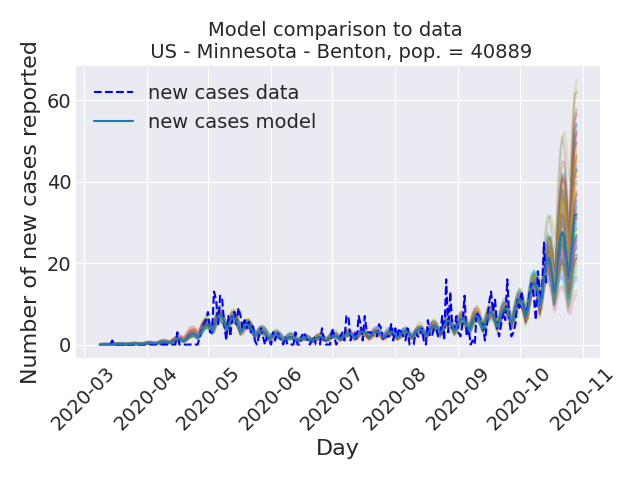 Model comparison to data
US - Minnesota - Benton, pop. = 40889
Number of new cases reported
60
40
20
0
new cases data
new cases model
2020-03
2020-04
2020-05
2020-06
2020-07
2020-08
2020-09
2020-10
2020-11
Day